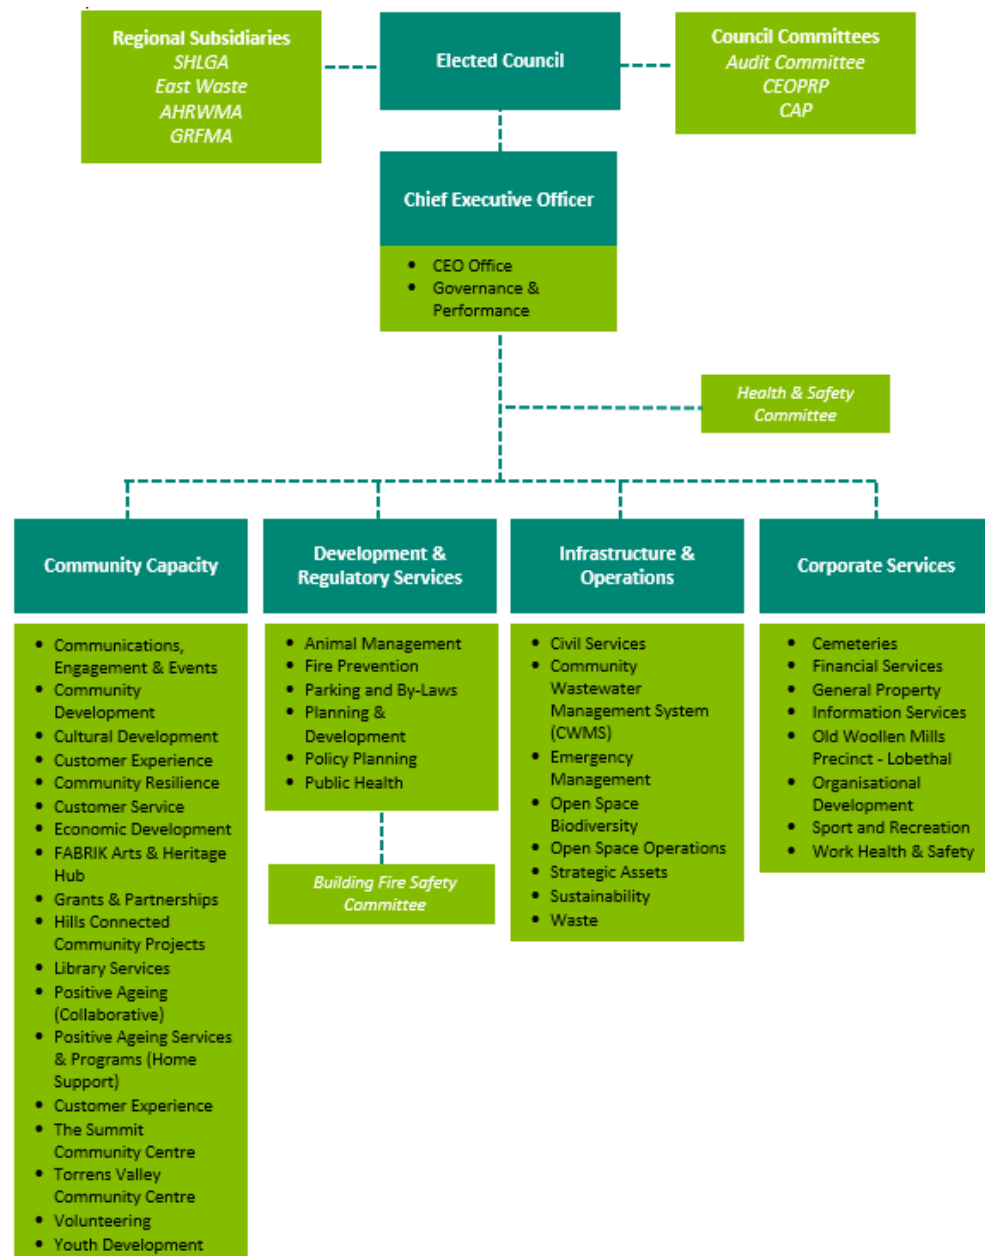 Regional Subsidiaries
SHLGA
East Waste
AHRWMA
GRFMA
Elected Council
Council Committees
Audit Committee
CEOPRP
CAP
Chief Executive Officer
• CEO Office
• Governance &
Performance
Health & Safety
Committee
Community Capacity
• Communications,
Engagement & Events
• Community
Development
• Cultural Development
• Customer Experience
• Community Resilience
• Customer Service
• Economic Development
• FABRIK Arts & Heritage
Hub
• Grants & Partnerships
• Hills Connected
Community Projects
• Library Services
• Positive Ageing
(Collaborative)
• Positive Ageing Services
& Programs (Home
Support)
• Customer Experience
• The Summit
Community Centre
• Torrens Valley
Community Centre
• Volunteering
• Youth Development
Development &
Regulatory Services
• Animal Management
• Fire Prevention
• Parking and By-Laws
• Planning &
Development
• Policy Planning
• Public Health
Building Fire Safety
Committee
Infrastructure &
Operations
• Civil Services
• Community
Wastewater
Management System
(CWMS)
• Emergency
Management
• Open Space
Biodiversity
• Open Space Operations
• Strategic Assets
• Sustainability
• Waste
Corporate Services
• Cemeteries
• Financial Services
• General Property
• Information Services
• Old Woollen Mills
Precinct - Lobethal
• Organisational
Development
• Sport and Recreation
• Work Health & Safety